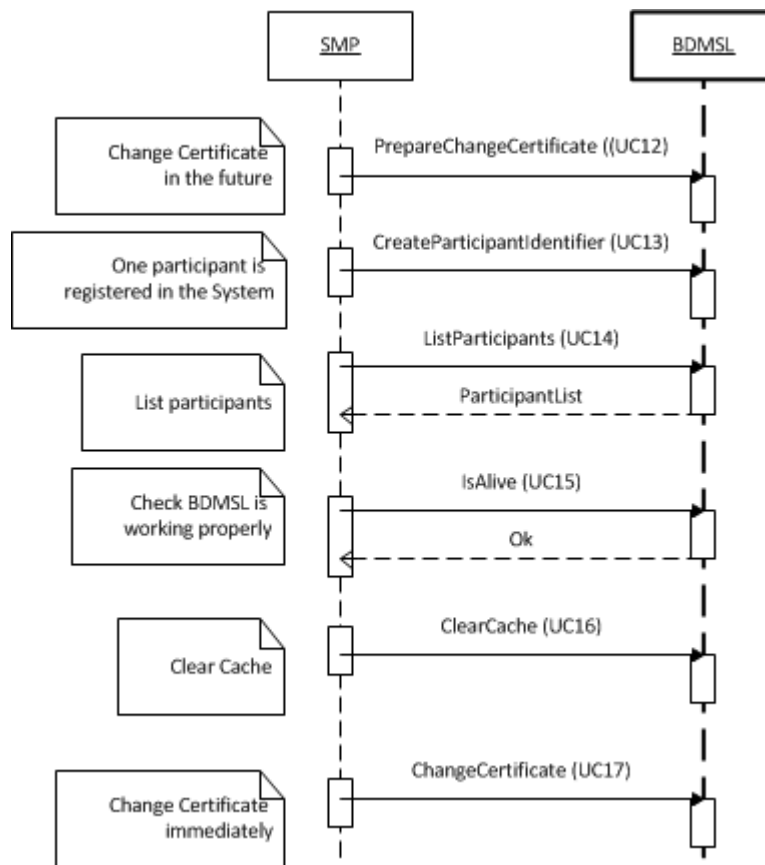 SMP
BDMSL
Change Certificate
in the future
PrepareChangeCertificate ((UC12)
One participant is
registered in the System
CreateParticipantIdentifier (UC13)
ListParticipants (UC14)
List participants
ParticipantList
Check BDMSL is
working properly
IsAlive (UC15)
Ok
ClearCache (UC16)
Clear Cache
ChangeCertificate (UC17)
Change Certificate
immediately